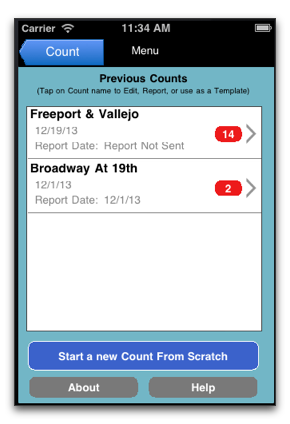 Carrier 11:34 AM
Count Menu
Previous Counts
(Tap on Count name to Edit, Report, or use as a Template)
Freeport & Vallejo
12/19/13
14
Report Date: Report Not Sent
Broadway At 19th
12/1/13
2
Report Date: 12/1/13
Start a new Count From Scratch
About Help